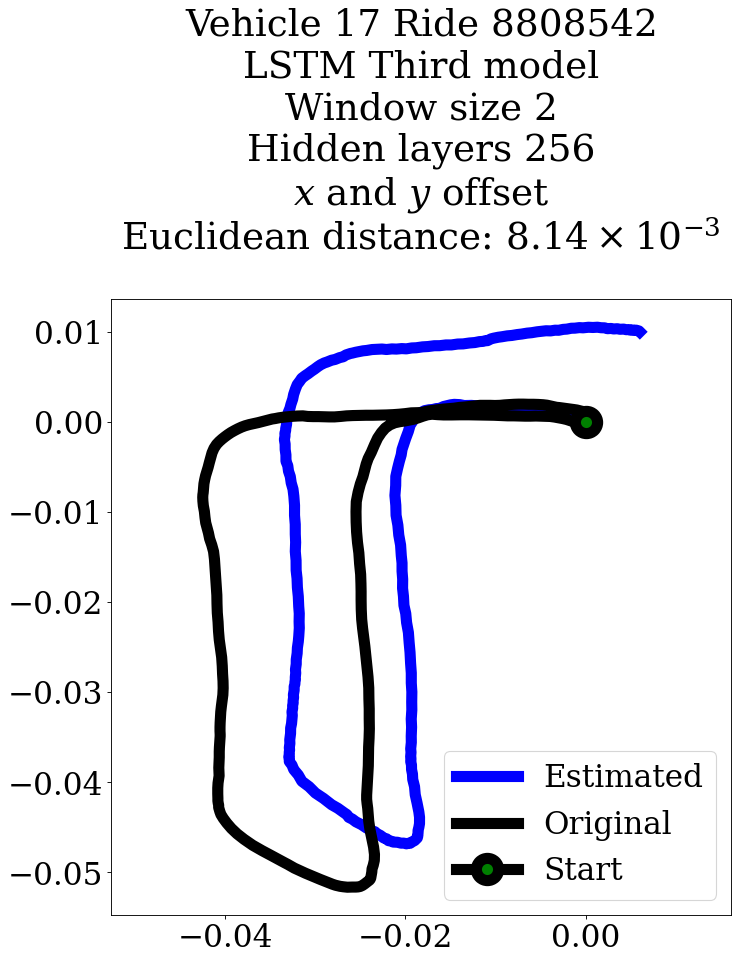 Vehicle 17 Ride 8808542
LSTM Third model
Window size 2
Hidden layers 256
x and y offset
Euclidean distance: 8.14 × 10⁻³
0.01
0.00
−0.01
−0.02
−0.03
−0.04
−0.05
Estimated
Original
Start
−0.04
−0.02
0.00